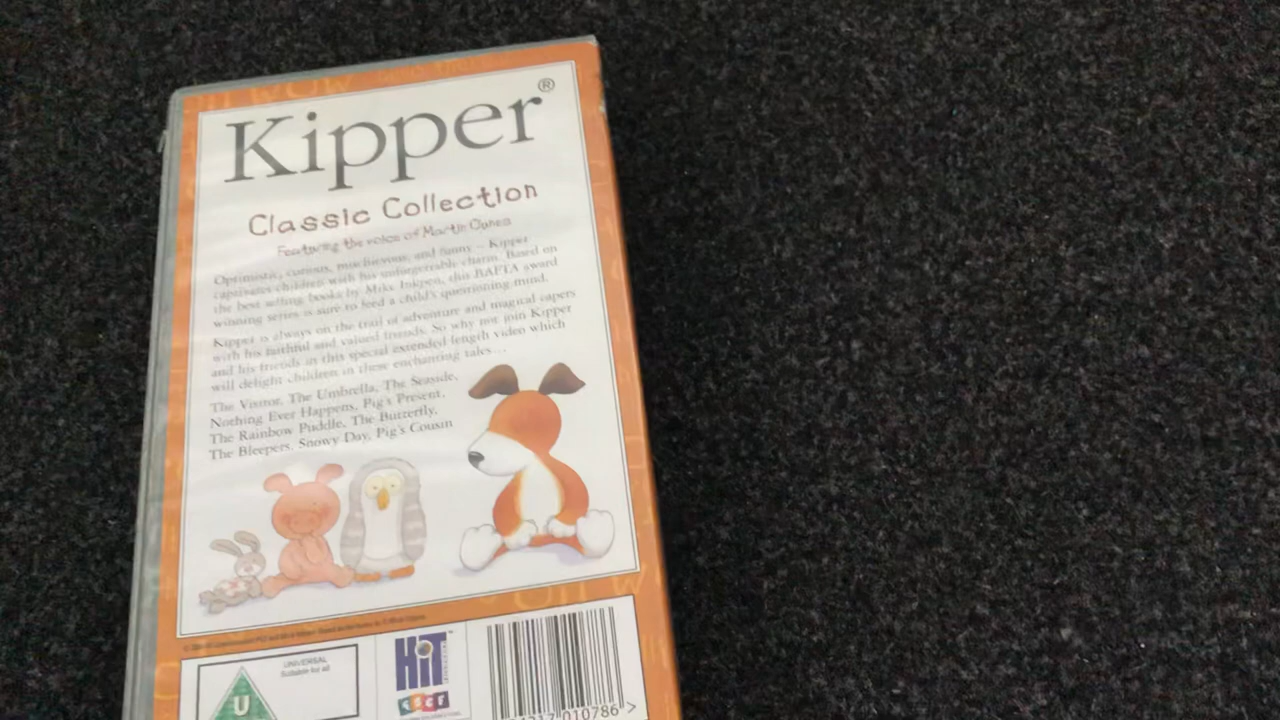 Kipper®
Classic Collection
Featuring the voice of Martin Clunes
Optimistic, curious, mischievous, and funny – Kipper
captivates children with his unforgettable charm. Based on
the best selling books by Mick Inkpen, this BAFTA award
winning series is sure to feed a child's questioning mind.
Kipper is always on the trail of adventure and magical capers
with his faithful and valued friends. So why not join Kipper
and his friends in this special extended length video which
will delight children in these enchanting tales...
The Visitor, The Umbrella, The Seaside,
Nothing Ever Happens, Pig's Present,
The Rainbow Puddle, The Butterfly,
The Bleepers, Snowy Day, Pig's Cousin
UNIVERSAL
Suitable for all
U
HiT
™
010786 >